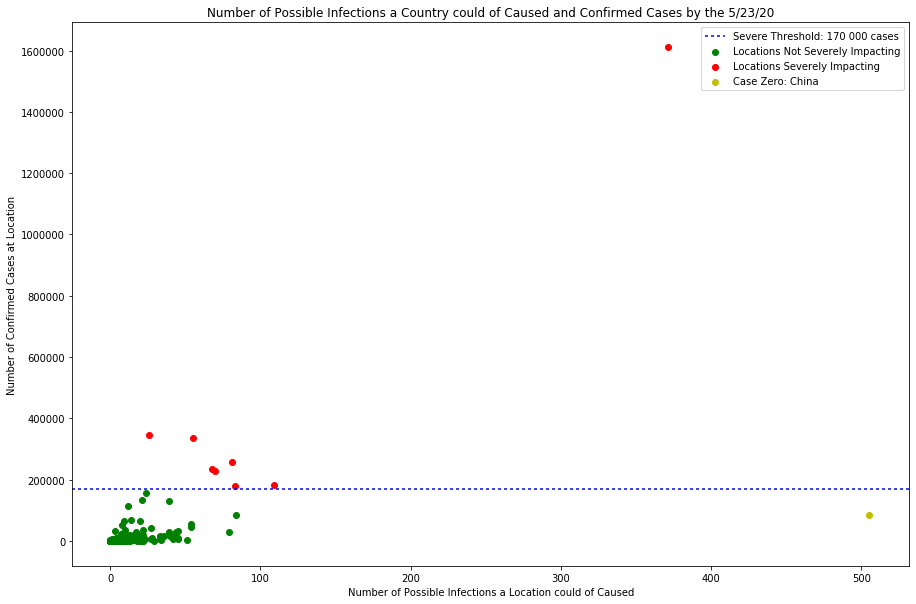 Number of Possible Infections a Country could of Caused and Confirmed Cases by the 5/23/20
Severe Threshold: 170 000 cases
Locations Not Severely Impacting
Locations Severely Impacting
Case Zero: China
Number of Confirmed Cases at Location
1600000
1400000
1200000
1000000
800000
600000
400000
200000
0
0 100 200 300 400 500
Number of Possible Infections a Location could of Caused